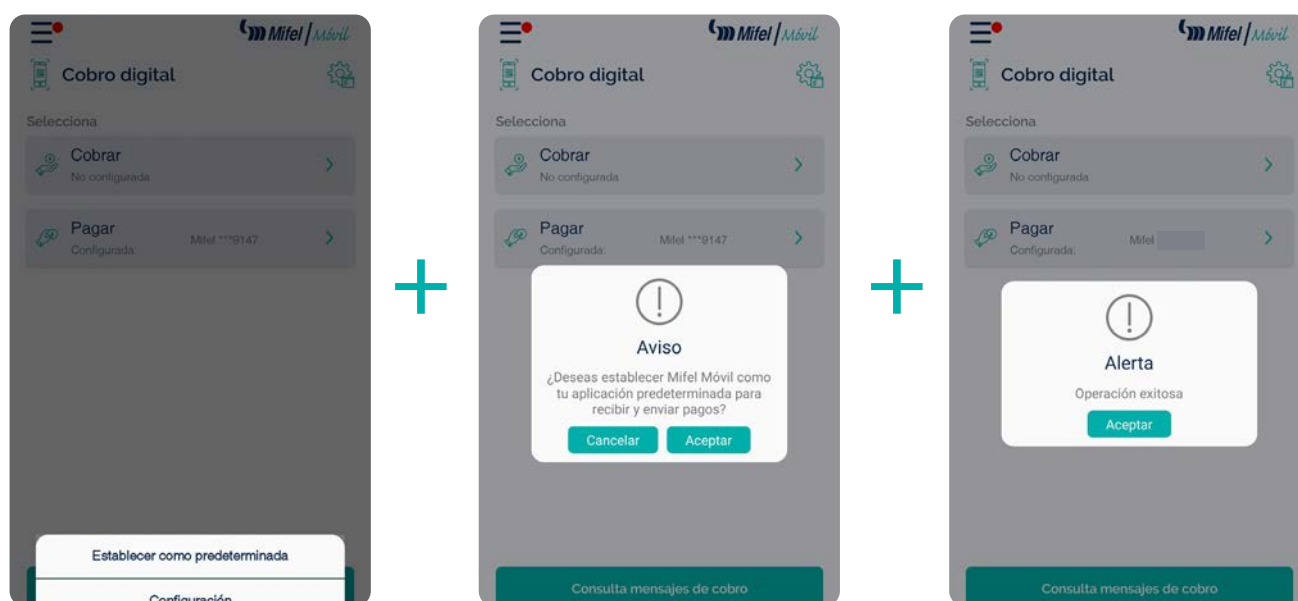 Mifel | Móvil
Cobro digital
Selecciona
Cobrar
No configurada
Pagar
Configurada: Mifel ***9147
Establecer como predeterminada
Configuración
+
Mifel | Móvil
Cobro digital
Selecciona
Cobrar
No configurada
Pagar
Configurada: Mifel ***9147
Aviso
¿Deseas establecer Mifel Móvil como
tu aplicación predeterminada para
recibir y enviar pagos?
Cancelar Aceptar
Consulta mensajes de cobro
+
Mifel | Móvil
Cobro digital
Selecciona
Cobrar
No configurada
Pagar
Configurada: Mifel
Alerta
Operación exitosa
Aceptar
Consulta mensajes de cobro